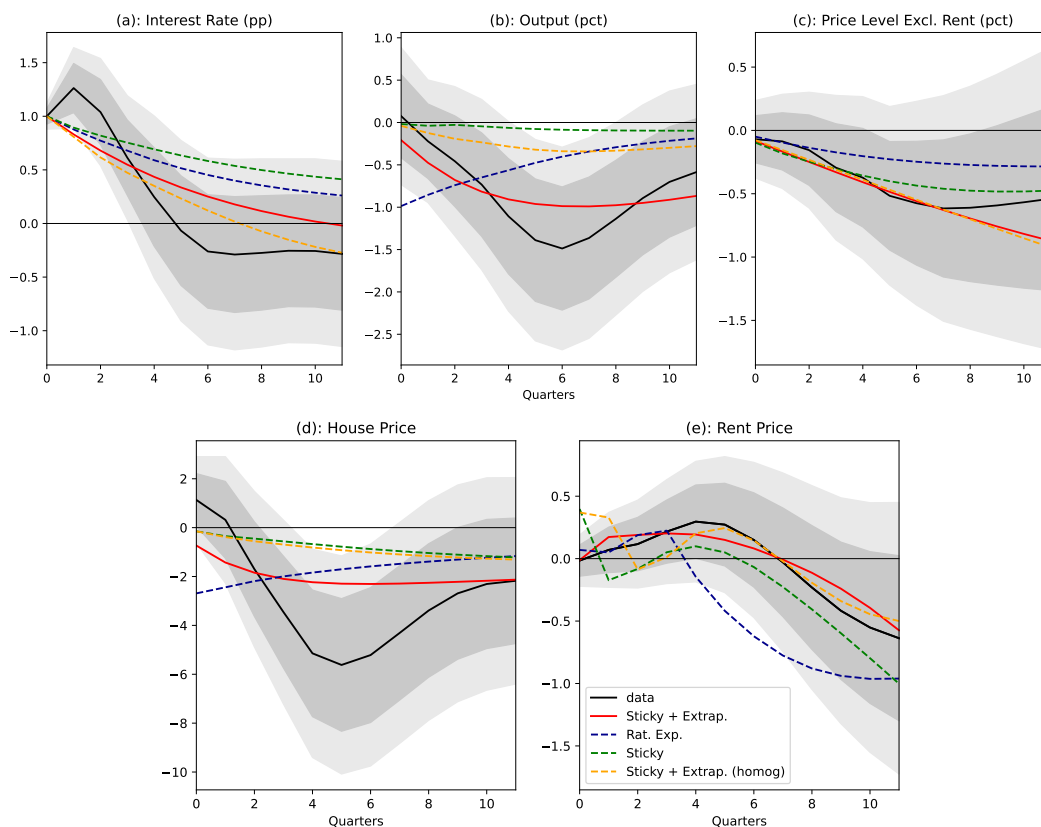 (a): Interest Rate (pp)
1.5
1.0
0.5
0.0
−0.5
−1.0
0 2 4 6 8 10
(b): Output (pct)
1.0
0.5
0.0
−0.5
−1.0
−1.5
−2.0
−2.5
0 2 4 6 8 10
Quarters
(c): Price Level Excl. Rent (pct)
0.5
0.0
−0.5
−1.0
−1.5
0 2 4 6 8 10
(d): House Price
2
0
−2
−4
−6
−8
−10
0 2 4 6 8 10
Quarters
(e): Rent Price
0.5
0.0
−0.5
−1.0
−1.5
data
Sticky + Extrap.
Rat. Exp.
Sticky
Sticky + Extrap. (homog)
0 2 4 6 8 10
Quarters